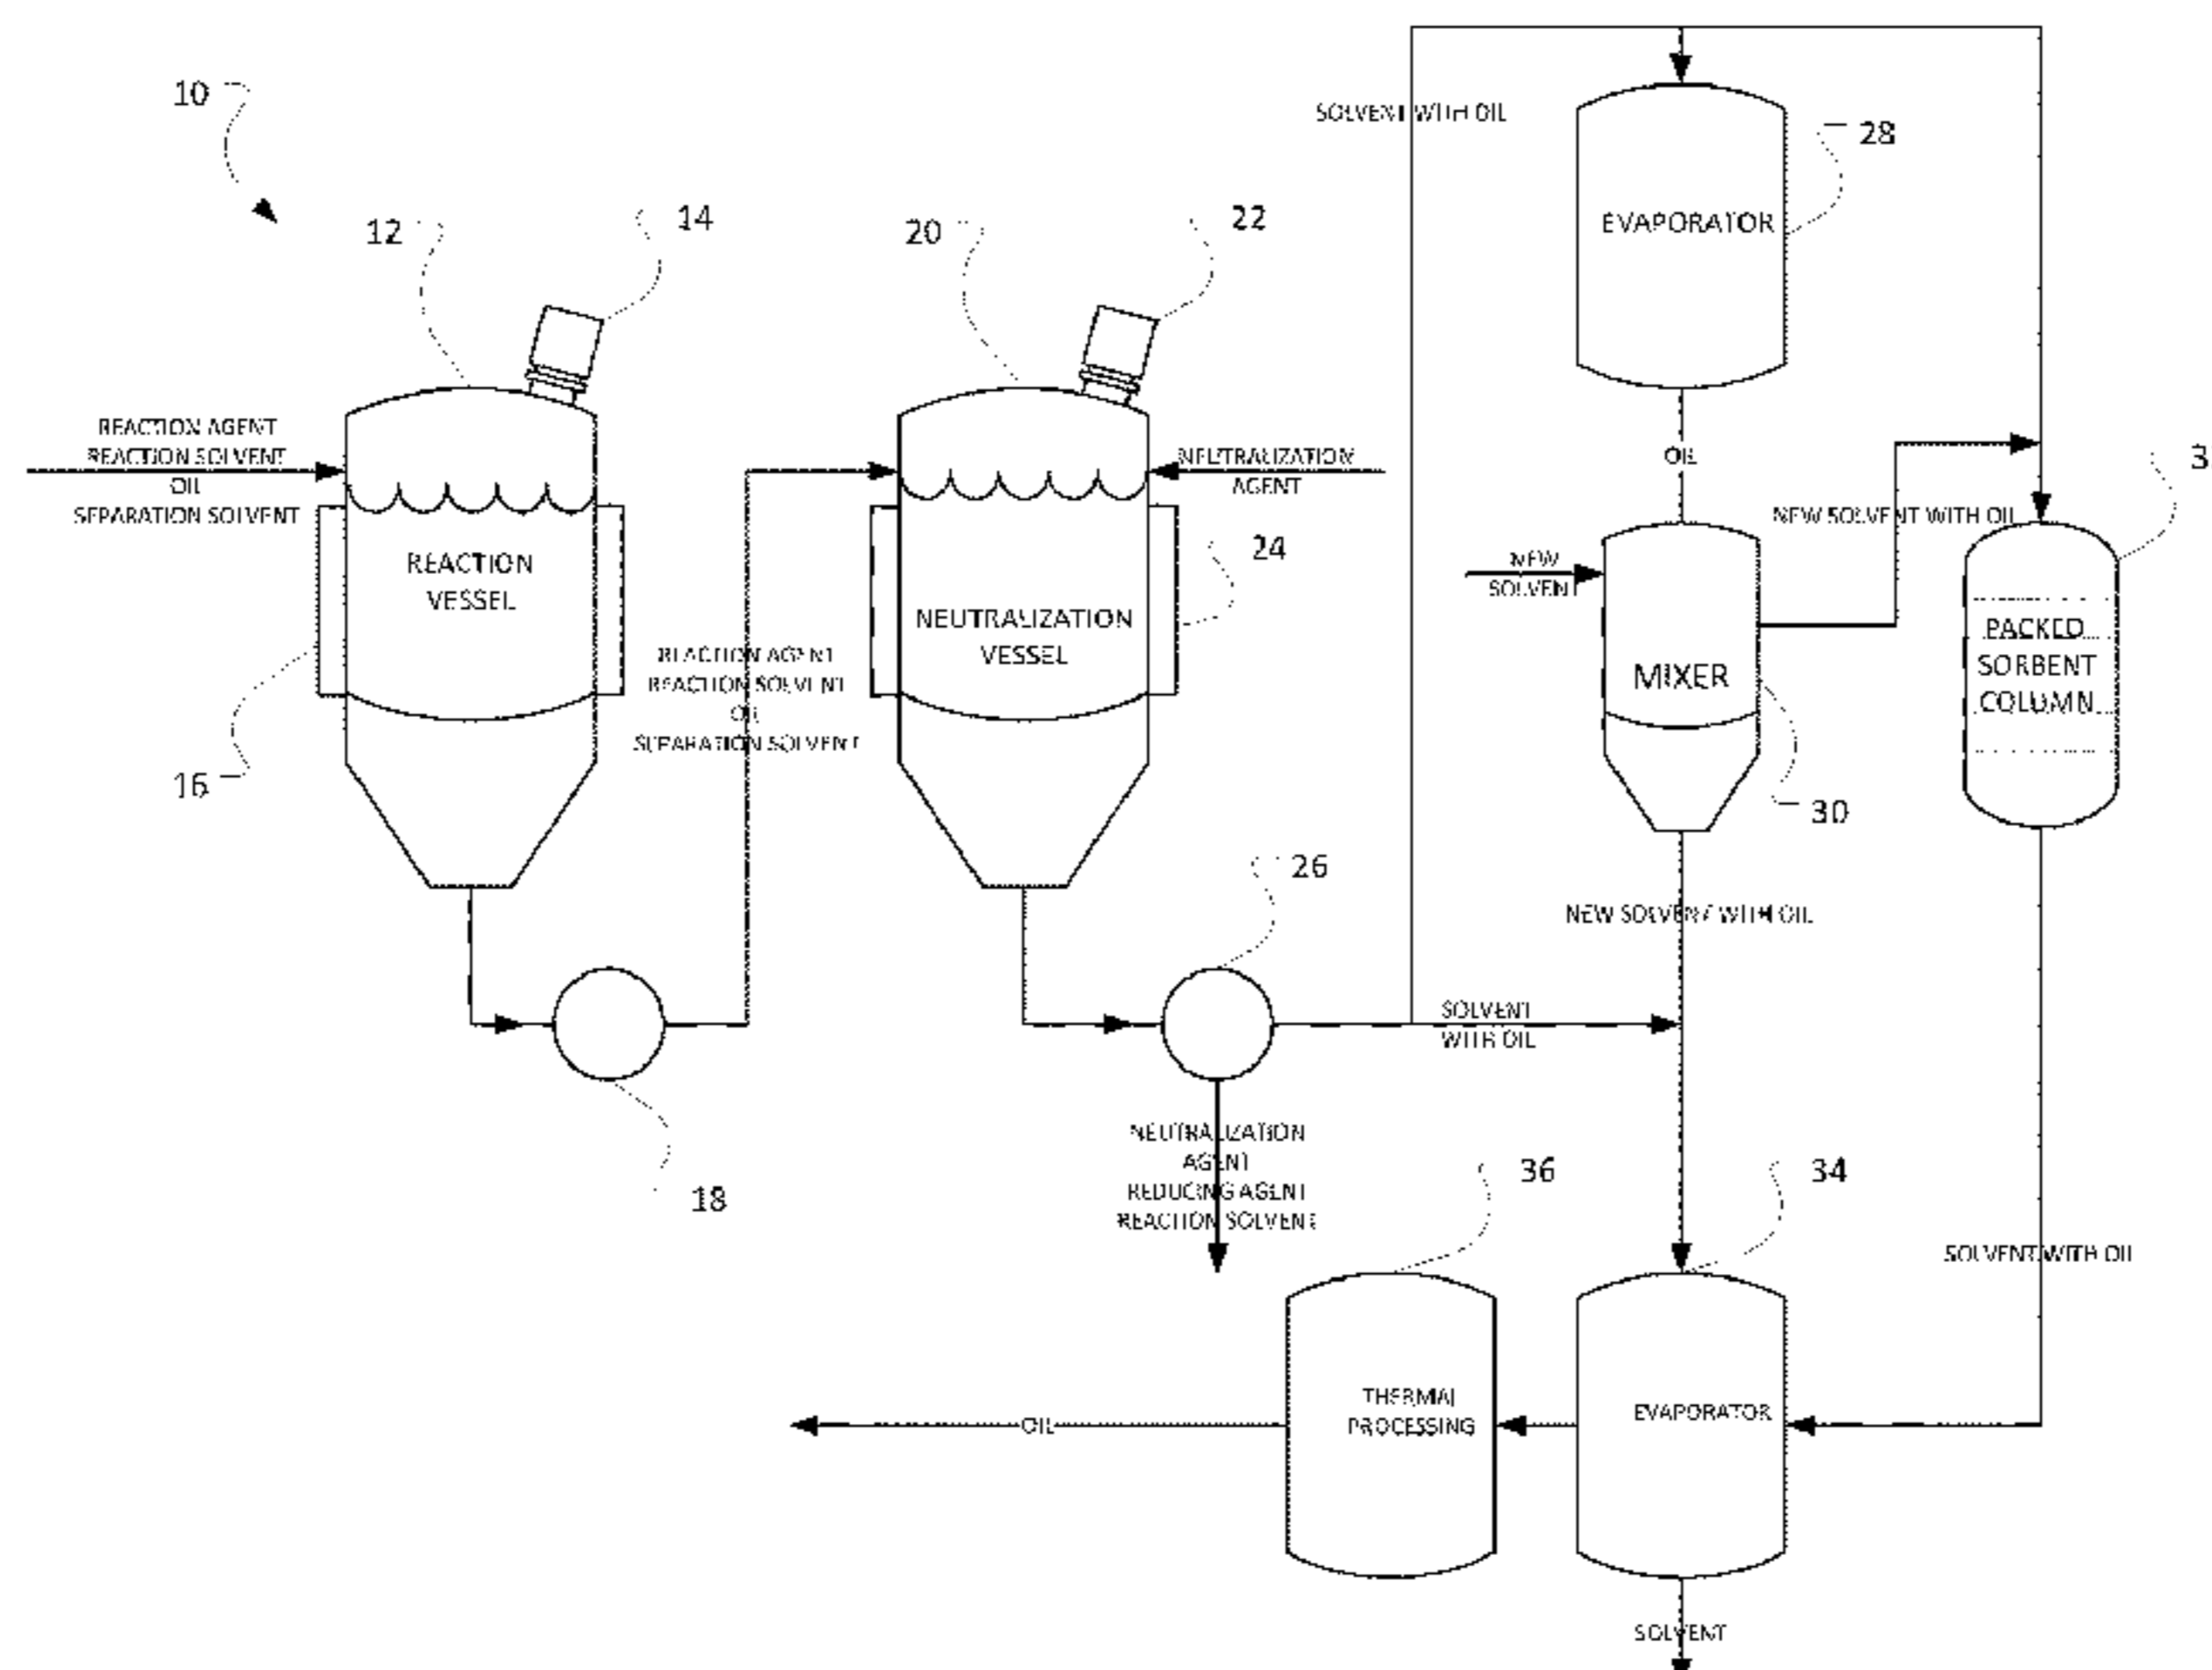 10
12
14
20
22
SOLVENT WITH OIL
28
EVAPORATOR
REACTION AGENT
REACTION SOLVENT
OIL
SEPARATION SOLVENT
REACTION
VESSEL
16
REACTION AGENT
REACTION SOLVENT
OIL
SEPARATION SOLVENT
NEUTRALIZATION
AGENT
24
NEUTRALIZATION
VESSEL
OIL
NEW SOLVENT WITH OIL
3
NEW
SOLVENT
MIXER
PACKED
SORBENT
COLUMN
30
26
NEW SOLVENT WITH OIL
18
SOLVENT
WITH OIL
NEUTRALIZATION
AGENT
REDUCING AGENT
REACTION SOLVENT
36
34
SOLVENT WITH OIL
THERMAL
PROCESSING
EVAPORATOR
OIL
SOLVENT